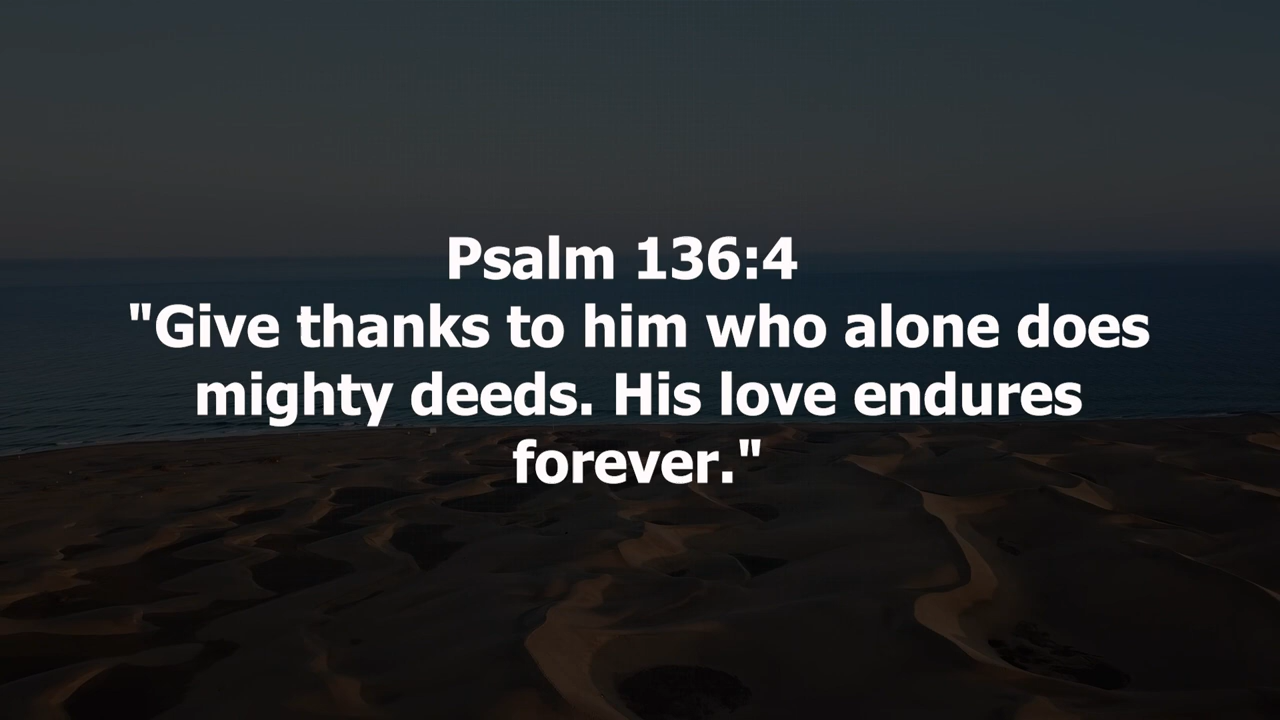 Psalm 136:4
"Give thanks to him who alone does
mighty deeds. His love endures
forever."